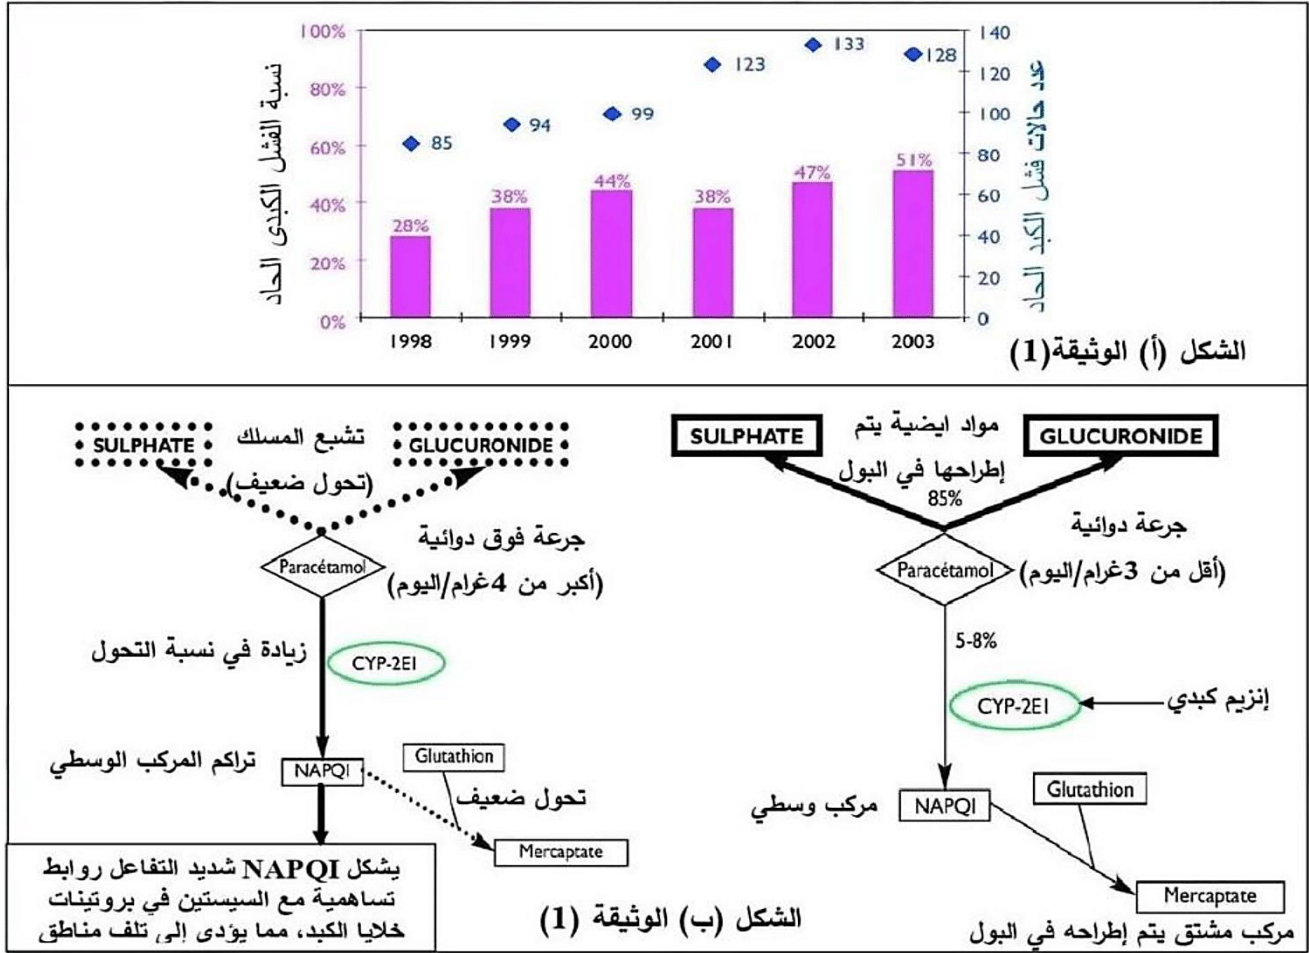 نسبة الفشل الكبدي الحاد
100%
80%
60%
40%
20%
0%
85
94
99
123
133
128
28%
38%
44%
38%
47%
51%
1998
1999
2000
2001
2002
2003
140
120
100
80
60
40
20
0
عدد حالات فشل الكبد الحاد
الشكل (أ) الوثيقة(1)
SULPHATE
مواد ايضية يتم
إطراحها في البول
GLUCURONIDE
85%
جرعة دوائية
(أقل من 3غرام/اليوم)
Paracétamol
5-8%
CYP-2E1
إنزيم كبدي
مركب وسطي
NAPQI
Glutathion
Mercaptate
مركب مشتق يتم إطراحه في البول
SULPHATE
تشبع المسلك
(تحول ضعيف)
GLUCURONIDE
جرعة فوق دوائية
(أكبر من 4غرام/اليوم)
Paracétamol
زيادة في نسبة التحول
CYP-2E1
تراكم المركب الوسطي
NAPQI
Glutathion
تحول ضعيف
Mercaptate
يشكل NAPQI شديد التفاعل روابط
تساهمية مع السيستين في بروتينات
خلايا الكبد، مما يؤدي إلى تلف مناطق
الشكل (ب) الوثيقة (1)